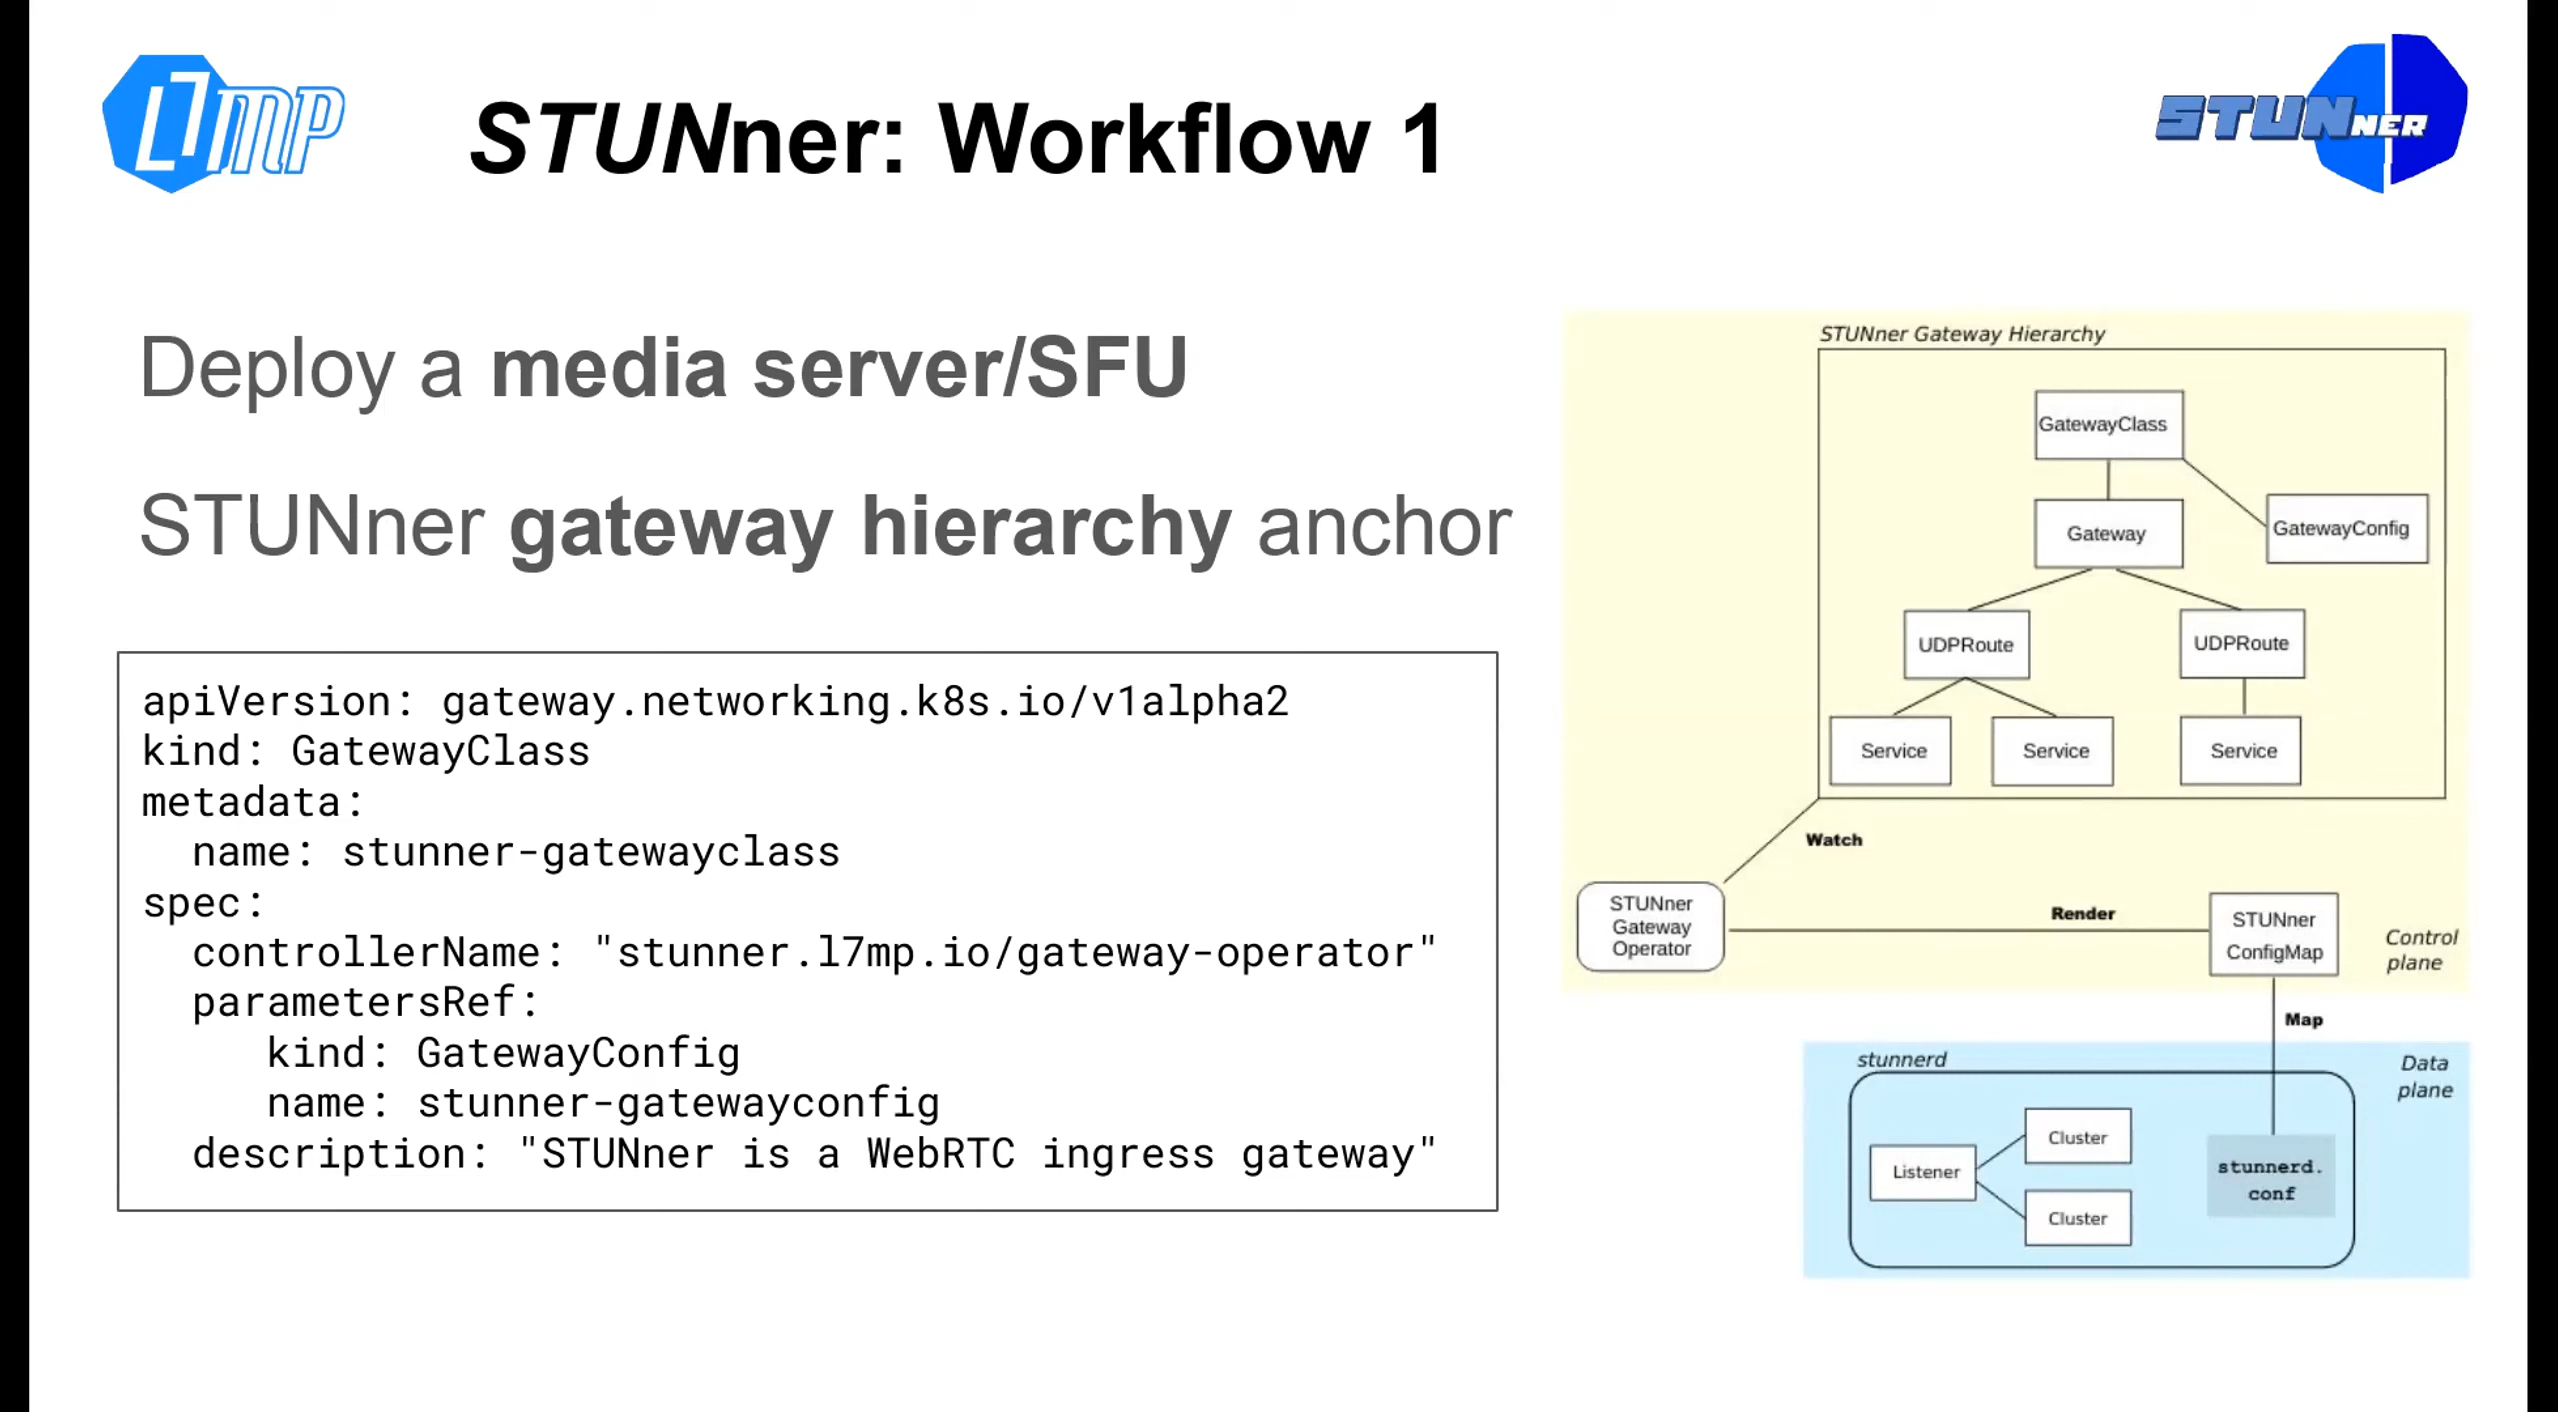 L7MP
STUNner: Workflow 1
STUNNER
Deploy a media server/SFU
STUNner gateway hierarchy anchor
apiVersion: gateway.networking.k8s.io/v1alpha2
kind: GatewayClass
metadata:
  name: stunner-gatewayclass
spec:
  controllerName: "stunner.l7mp.io/gateway-operator"
  parametersRef:
     kind: GatewayConfig
     name: stunner-gatewayconfig
  description: "STUNner is a WebRTC ingress gateway"
STUNner Gateway Hierarchy
GatewayClass
Gateway
GatewayConfig
UDPRoute
UDPRoute
Service
Service
Service
Watch
STUNner
Gateway
Operator
Render
STUNner
ConfigMap
Control
plane
Map
stunnerd
Data
plane
Listener
Cluster
Cluster
stunnerd.
conf